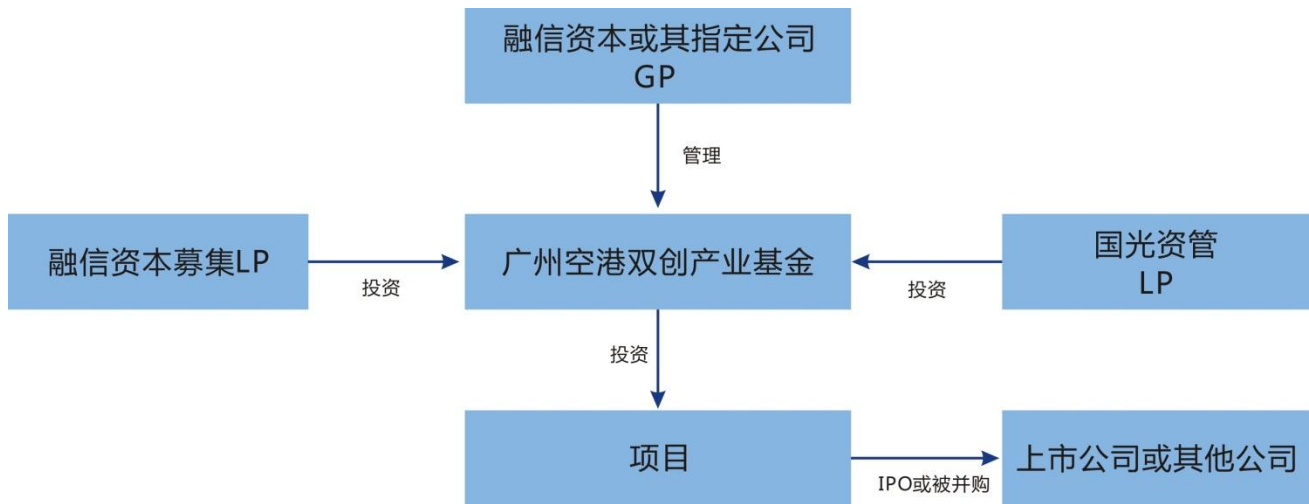 融信资本或其指定公司
GP
管理
融信资本募集LP
投资
广州空港双创产业基金
投资
国光资管
LP
投资
项目
IPO或被并购
上市公司或其他公司